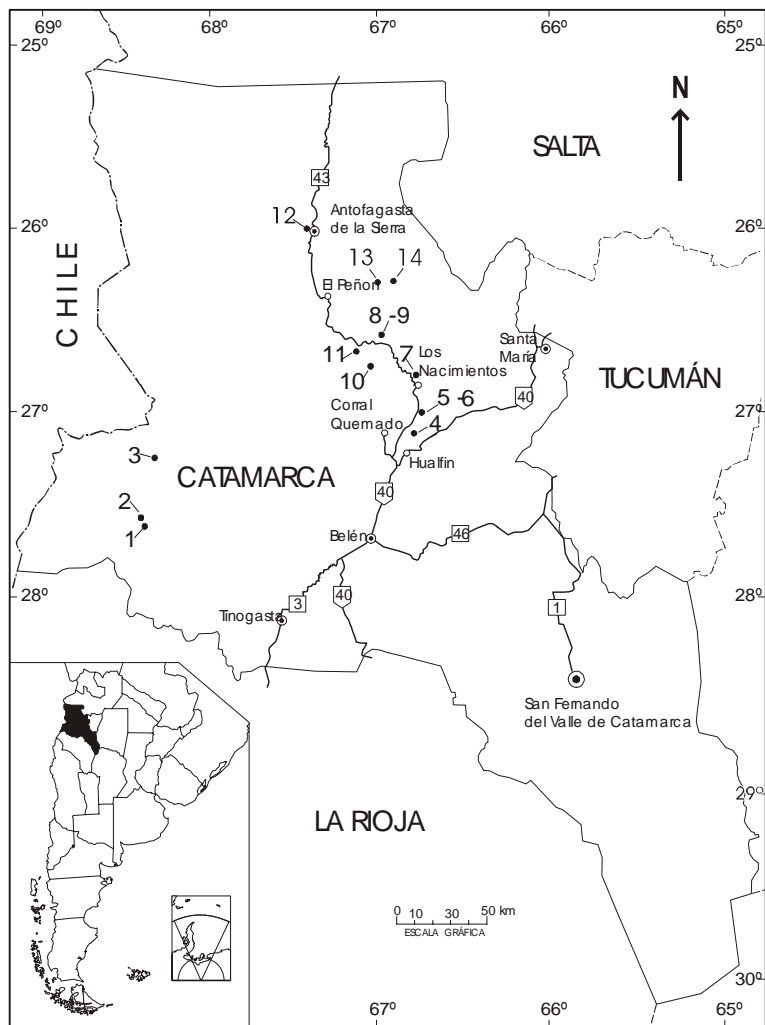 69º 68º 67º 66º 65º
25º 25º
N
SALTA
43
26º 26º
12
Antofagasta
de la Sierra
13 14
El Peñón
CHILE
8 -9
Santa
María
11
7 Los
Nacimientos
10
TUCUMÁN
40
5 -6
Corral
Quemado
27º 27º
4
3
Hualfín
CATAMARCA
40
2
1
46
Belén
28º 28º
3
40
1
Tinogasta
San Fernando
del Valle de Catamarca
29º
LA RIOJA
0 10 30 50 km
ESCALA GRÁFICA
30º
67º 66º 65º